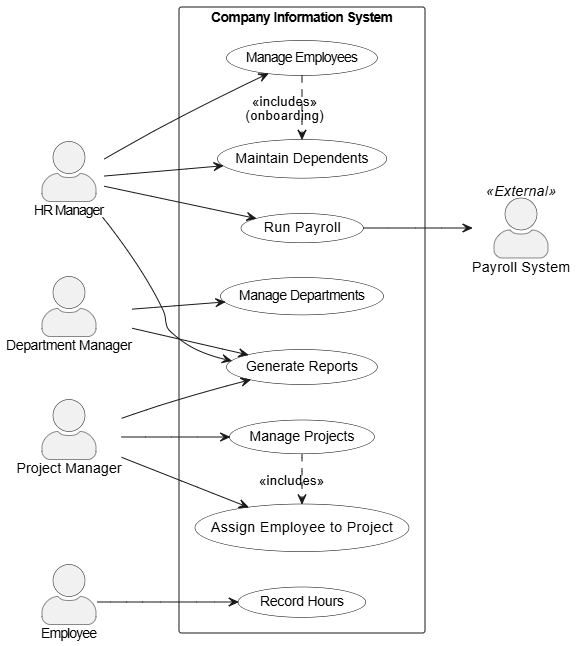 Company Information System
Manage Employees
«includes»
(onboarding)
Maintain Dependents
HR Manager
«External»
Run Payroll
Payroll System
Manage Departments
Department Manager
Generate Reports
Manage Projects
Project Manager
«includes»
Assign Employee to Project
Record Hours
Employee